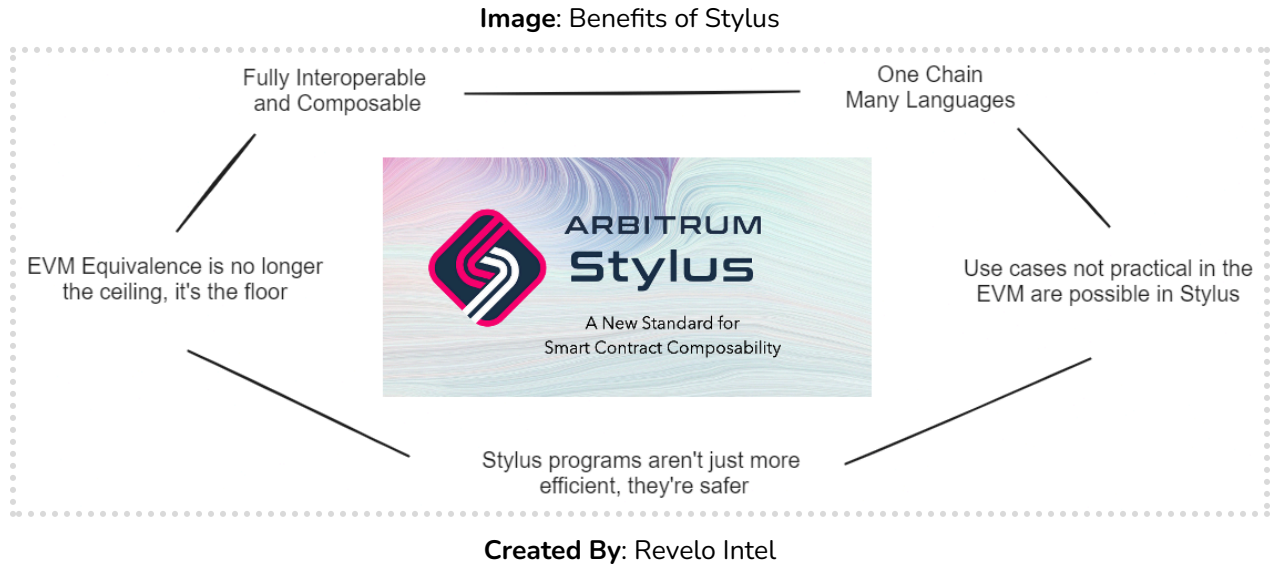 Image: Benefits of Stylus
Fully Interoperable
and Composable
One Chain
Many Languages
ARBITRUM
Stylus
A New Standard for
Smart Contract Composability
EVM Equivalence is no longer
the ceiling, it's the floor
Use cases not practical in the
EVM are possible in Stylus
Stylus programs aren't just more
efficient, they're safer
Created By: Revelo Intel